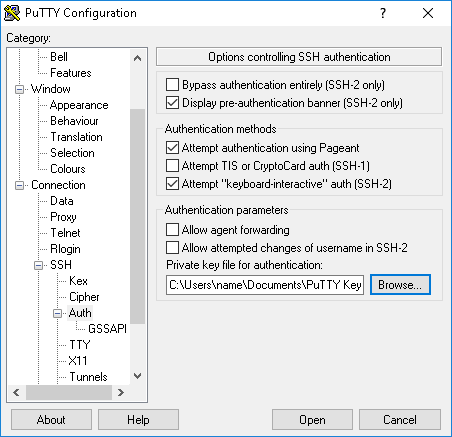 PuTTY Configuration
?
Category:
Bell
Features
Window
Appearance
Behaviour
Translation
Selection
Colours
Connection
Data
Proxy
Telnet
Rlogin
SSH
Kex
Cipher
Auth
GSSAPI
TTY
X11
Tunnels
Options controlling SSH authentication
Bypass authentication entirely (SSH-2 only)
Display pre-authentication banner (SSH-2 only)
Authentication methods
Attempt authentication using Pageant
Attempt TIS or CryptoCard auth (SSH-1)
Attempt "keyboard-interactive" auth (SSH-2)
Authentication parameters
Allow agent forwarding
Allow attempted changes of username in SSH-2
Private key file for authentication:
C:\Users\name\Documents\PuTTY Key
Browse...
About
Help
Open
Cancel